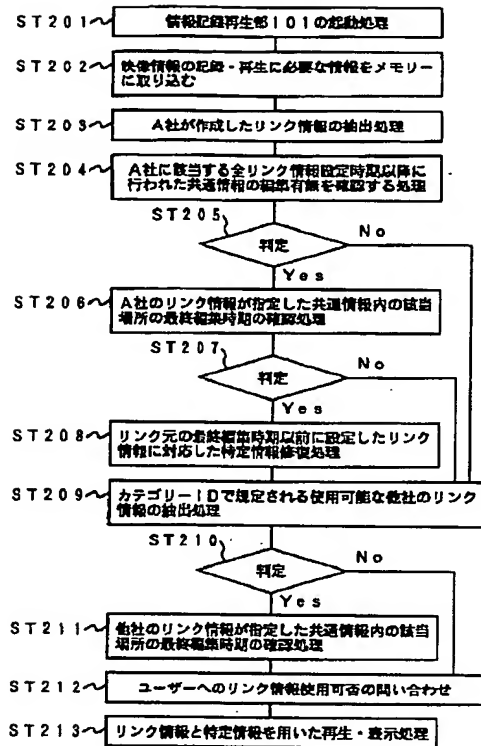 ST201 情報記録再生部101の起動処理
ST202 映像情報の記録・再生に必要な情報をメモリー
に取り込む
ST203 A社が作成したリンク情報の抽出処理
ST204 A社に該当する全リンク情報設定時期以降に
行われた共通情報の編集有無を確認する処理
ST205
判定 No
Yes
ST206 A社のリンク情報が指定した共通情報内の該当
場所の最終編集時期の確認処理
ST207
判定 No
Yes
ST208 リンク元の最終編集時期以前に設定したリンク
情報に対応した特定情報修復処理
ST209 カテゴリーIDで規定される使用可能な他社のリンク
情報の抽出処理
ST210
判定 No
Yes
ST211 他社のリンク情報が指定した共通情報内の該当
場所の最終編集時期の確認処理
ST212 ユーザーへのリンク情報使用可否の問い合わせ
ST213 リンク情報と特定情報を用いた再生・表示処理